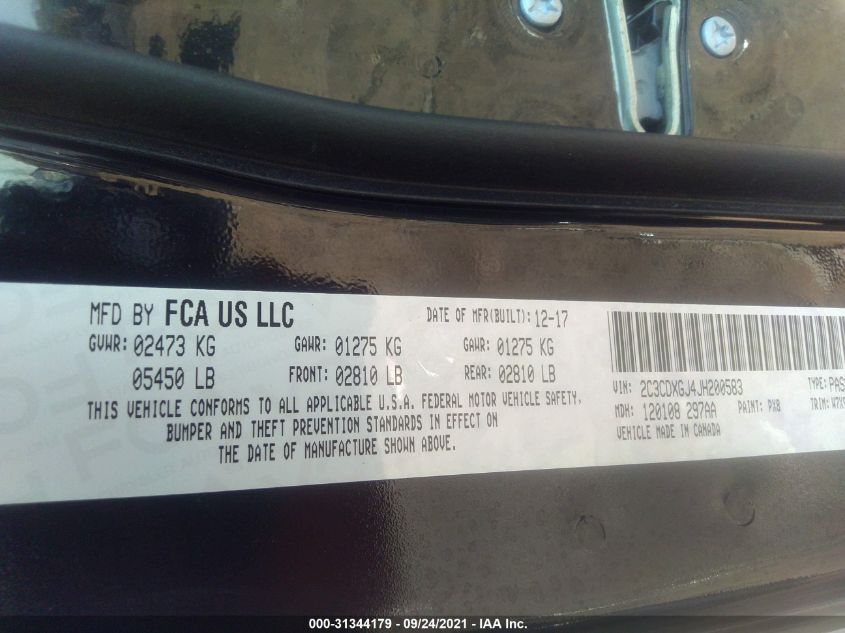 MFD BY FCA US LLC DATE OF MFR(BUILT): 12-17
GVWR: 02473 KG GAWR: 01275 KG GAWR: 01275 KG
05450 LB FRONT: 02810 LB REAR: 02810 LB
THIS VEHICLE CONFORMS TO ALL APPLICABLE U.S.A. FEDERAL MOTOR VEHICLE SAFETY,
BUMPER AND THEFT PREVENTION STANDARDS IN EFFECT ON
THE DATE OF MANUFACTURE SHOWN ABOVE.
VIN: 2C3CDXGJ4JH200583 TYPE: PAS
MDH: 120108 297AA PAINT: PX8 TRIM:
VEHICLE MADE IN CANADA
000-31344179 - 09/24/2021 - IAA Inc.